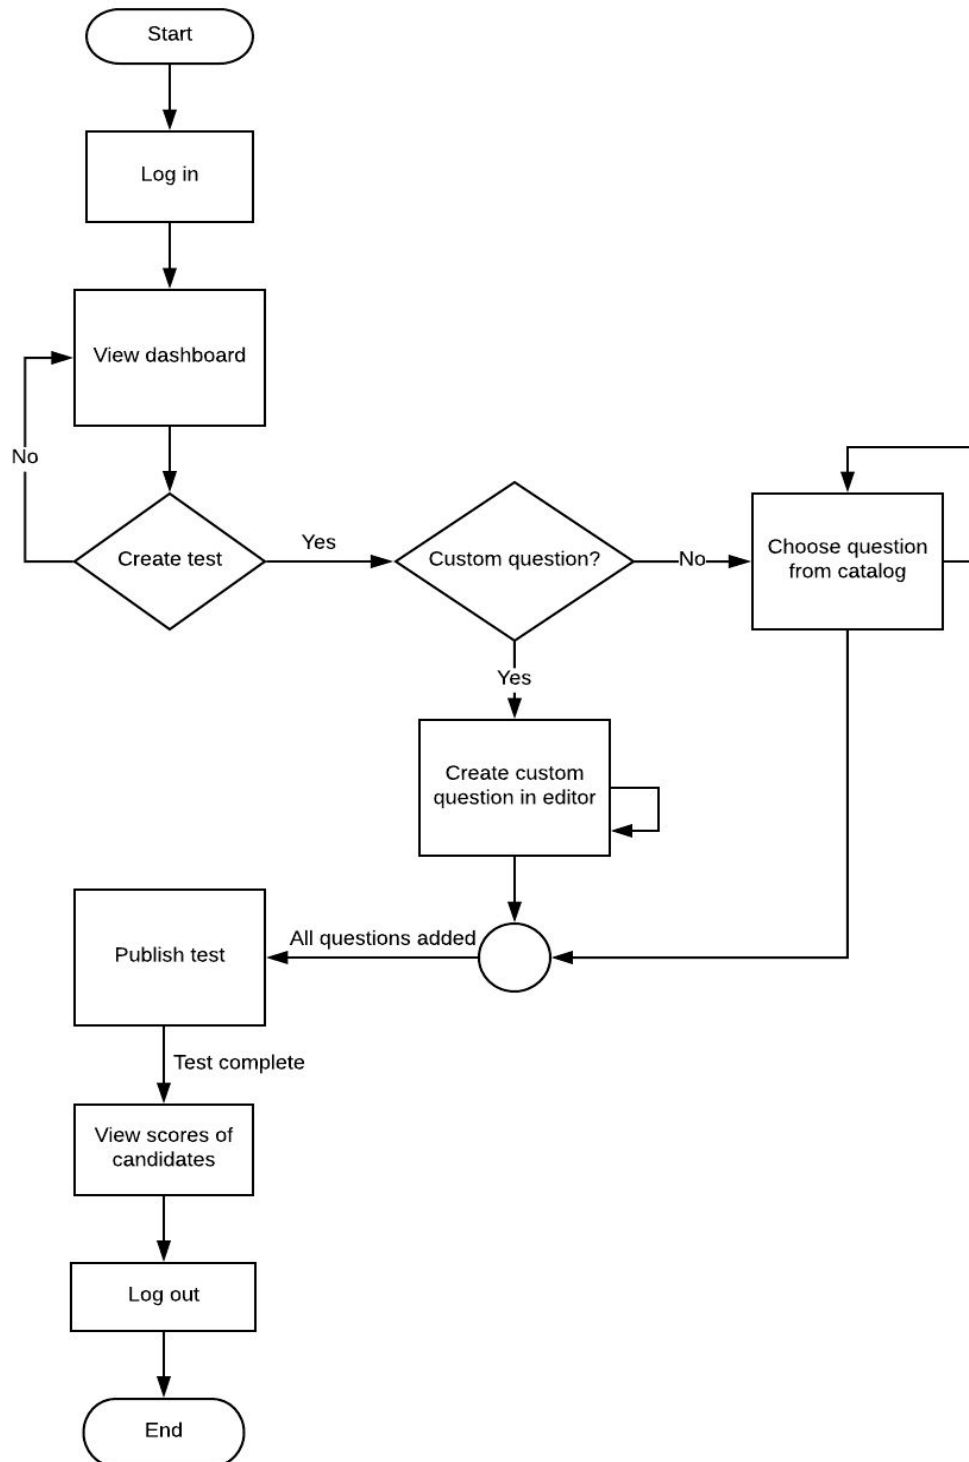 Start
Log in
View dashboard
No
Create test
Yes
Custom question?
No
Choose question
from catalog
Yes
Create custom
question in editor
All questions added
Publish test
Test complete
View scores of
candidates
Log out
End